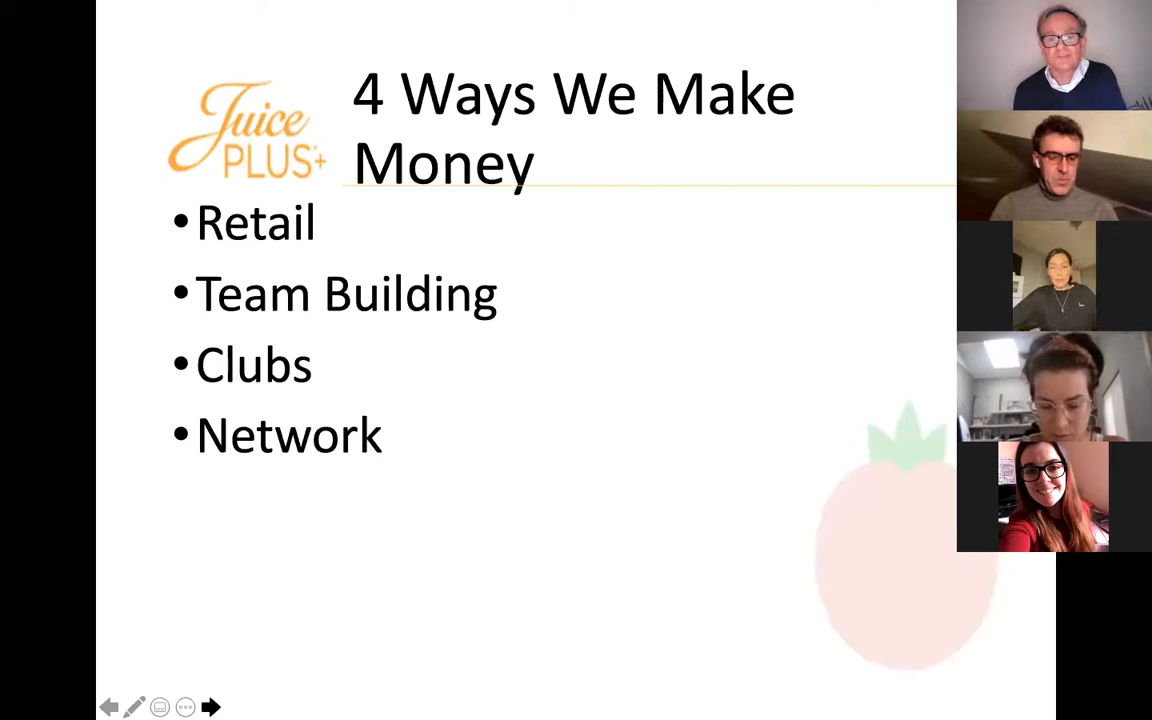 Juice
PLUS+
4 Ways We Make
Money
•Retail
•Team Building
•Clubs
•Network